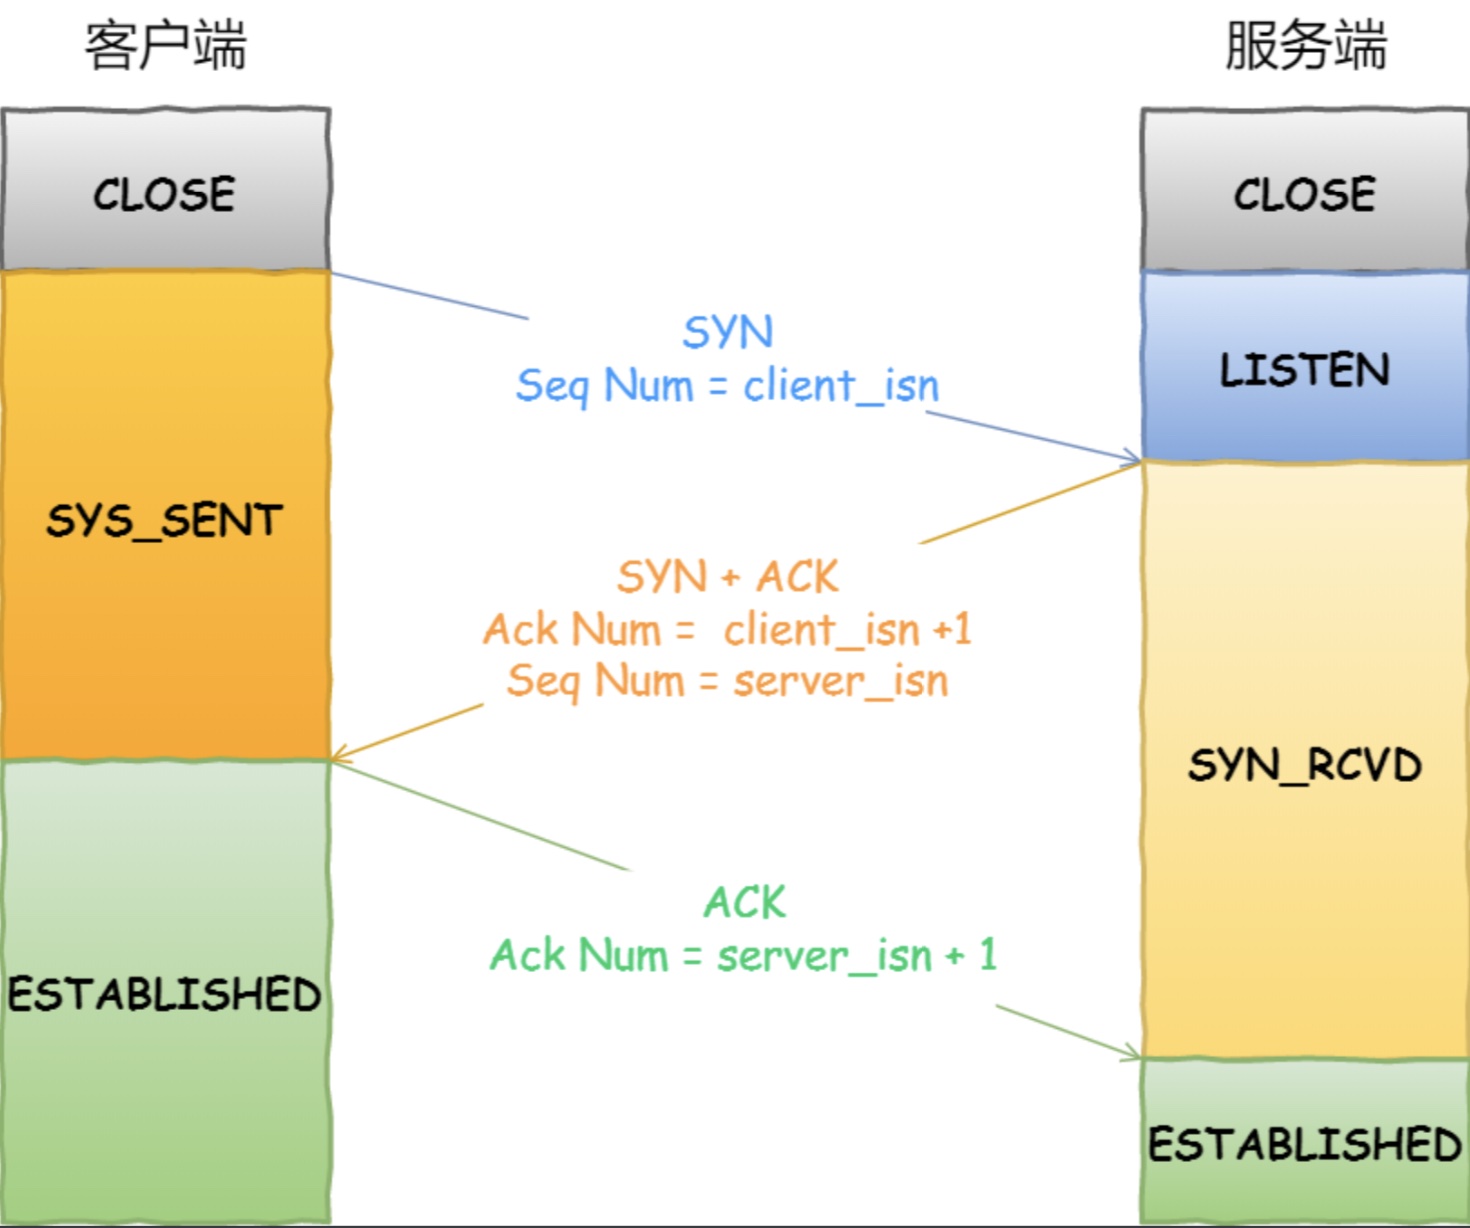 客户端
服务端
CLOSE
CLOSE
SYN
Seq Num = client_isn
LISTEN
SYS_SENT
SYN + ACK
Ack Num = client_isn +1
Seq Num = server_isn
SYN_RCVD
ACK
Ack Num = server_isn + 1
ESTABLISHED
ESTABLISHED